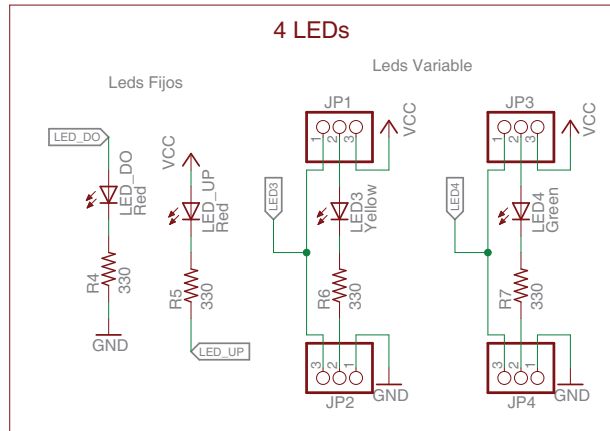 4 LEDs
Leds Fijos
Leds Variable
LED_DO
LED_DO
Red
R4
330
GND
VCC
LED_UP
Red
R5
330
LED_UP
JP1
1 2 3
VCC
LED3
LED3
Yellow
R6
330
3 2 1
GND
JP2
JP3
1 2 3
VCC
LED4
LED4
Green
R7
330
3 2 1
GND
JP4